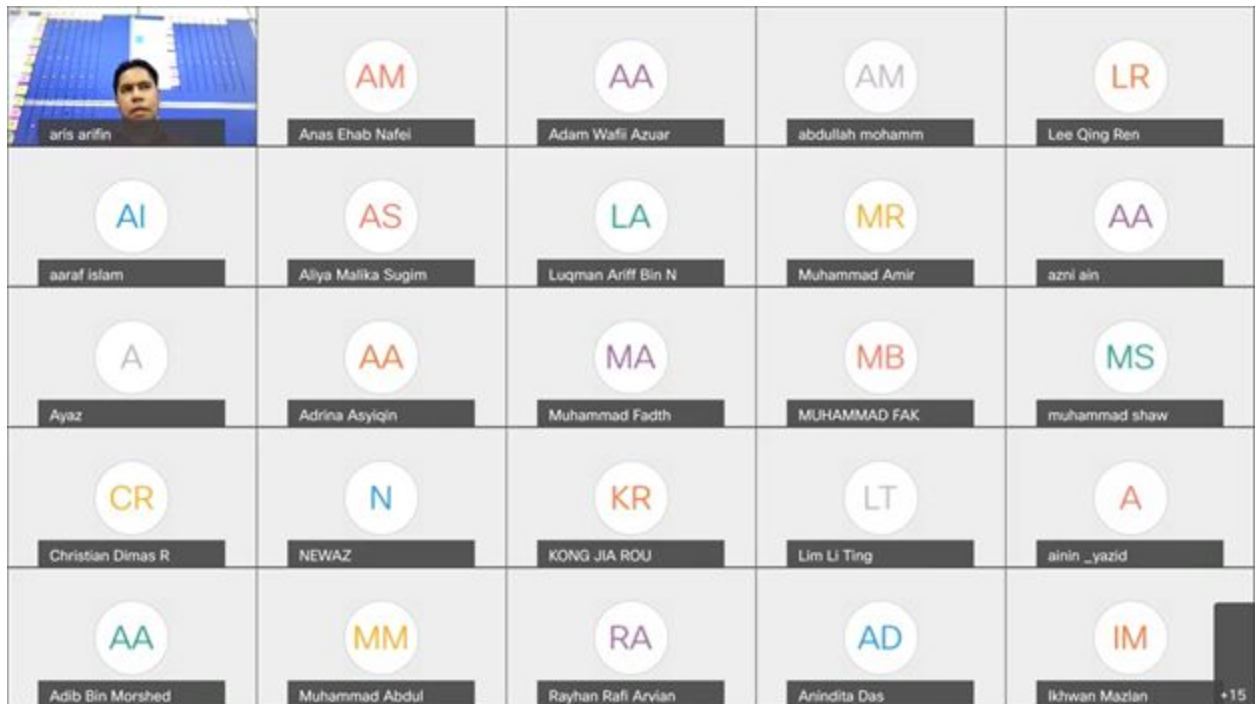 aris arifin
AM
Anas Ehab Nafei
AA
Adam Wafii Azuar
AM
abdullah mohamm
LR
Lee Qing Ren
AI
aaraf islam
AS
Aliya Malika Sugim
LA
Luqman Ariff Bin N
MR
Muhammad Amir
AA
azni ain
A
Ayaz
AA
Adrina Asyiqin
MA
Muhammad Fadth
MB
MUHAMMAD FAK
MS
muhammad shaw
CR
Christian Dimas R
N
NEWAZ
KR
KONG JIA ROU
LT
Lim Li Ting
A
ainin _yazid
AA
Adib Bin Morshed
MM
Muhammad Abdul
RA
Rayhan Rafi Arvian
AD
Anindita Das
IM
Ikhwan Mazlan
+15